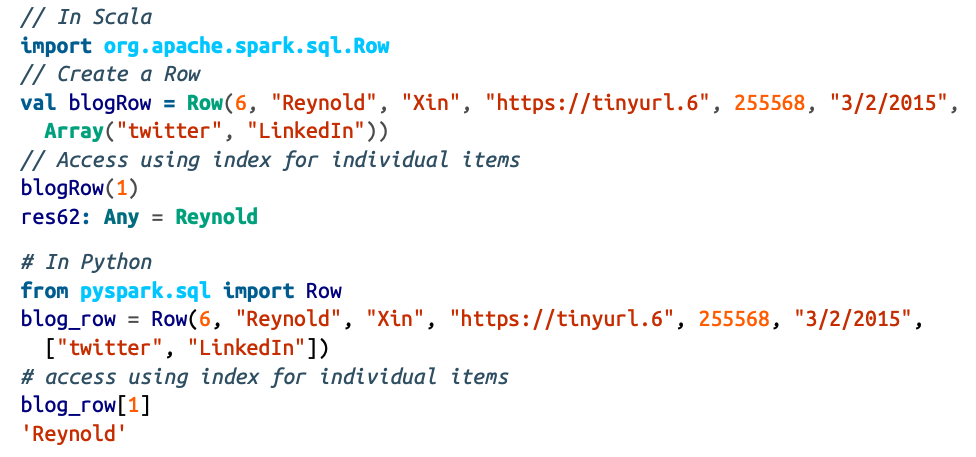 // In Scala
import org.apache.spark.sql.Row
// Create a Row
val blogRow = Row(6, "Reynold", "Xin", "https://tinyurl.6", 255568, "3/2/2015",
  Array("twitter", "LinkedIn"))
// Access using index for individual items
blogRow(1)
res62: Any = Reynold
# In Python
from pyspark.sql import Row
blog_row = Row(6, "Reynold", "Xin", "https://tinyurl.6", 255568, "3/2/2015",
  ["twitter", "LinkedIn"])
# access using index for individual items
blog_row[1]
'Reynold'